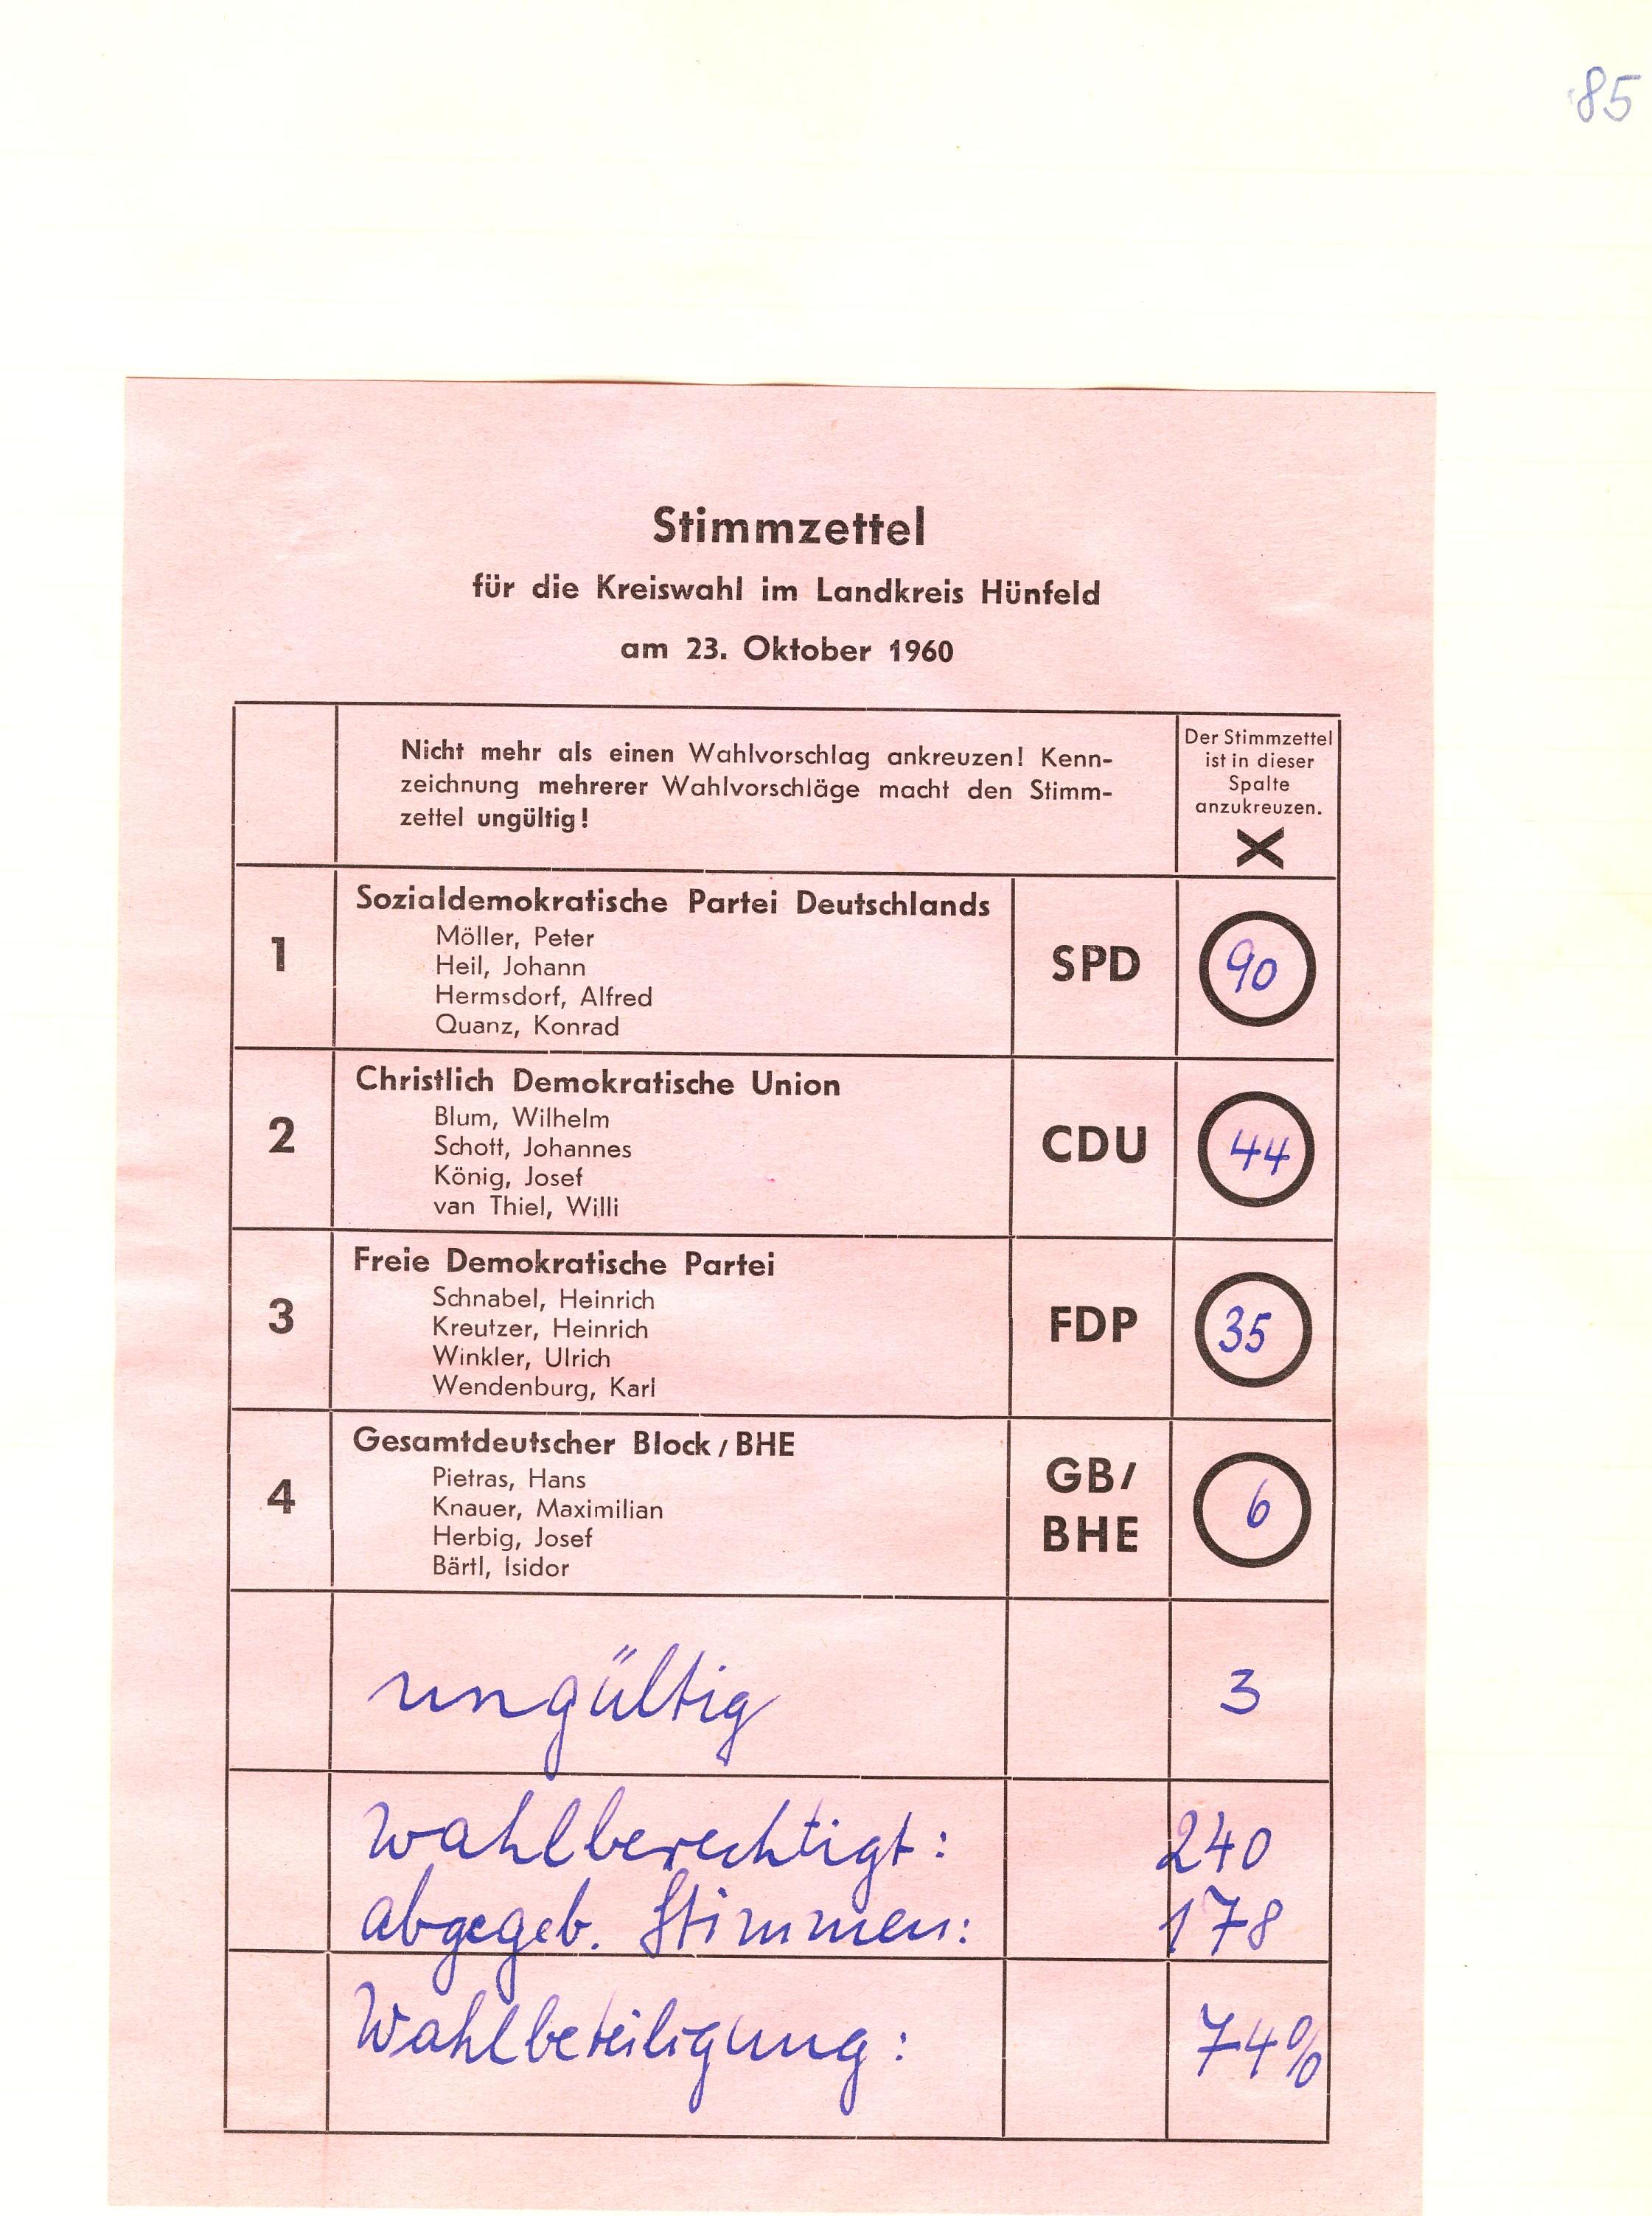 85
Stimmzettel
für die Kreiswahl im Landkreis Hünfeld
am 23. Oktober 1960
Nicht mehr als einen Wahlvorschlag ankreuzen! Kenn-
zeichnung mehrerer Wahlvorschläge macht den Stimm-
zettel ungültig!
Der Stimmzettel
ist in dieser
Spalte
anzukreuzen.
X
1
Sozialdemokratische Partei Deutschlands
Möller, Peter
Heil, Johann
Hermsdorf, Alfred
Quanz, Konrad
SPD
90
2
Christlich Demokratische Union
Blum, Wilhelm
Schott, Johannes
König, Josef
van Thiel, Willi
CDU
44
3
Freie Demokratische Partei
Schnabel, Heinrich
Kreutzer, Heinrich
Winkler, Ulrich
Wendenburg, Karl
FDP
35
4
Gesamtdeutscher Block / BHE
Pietras, Hans
Knauer, Maximilian
Herbig, Josef
Bärtl, Isidor
GB/
BHE
6
ungültig 3
Wahlberechtigt: 240
abgegeb. Stimmen: 178
Wahlbeteiligung: 74%